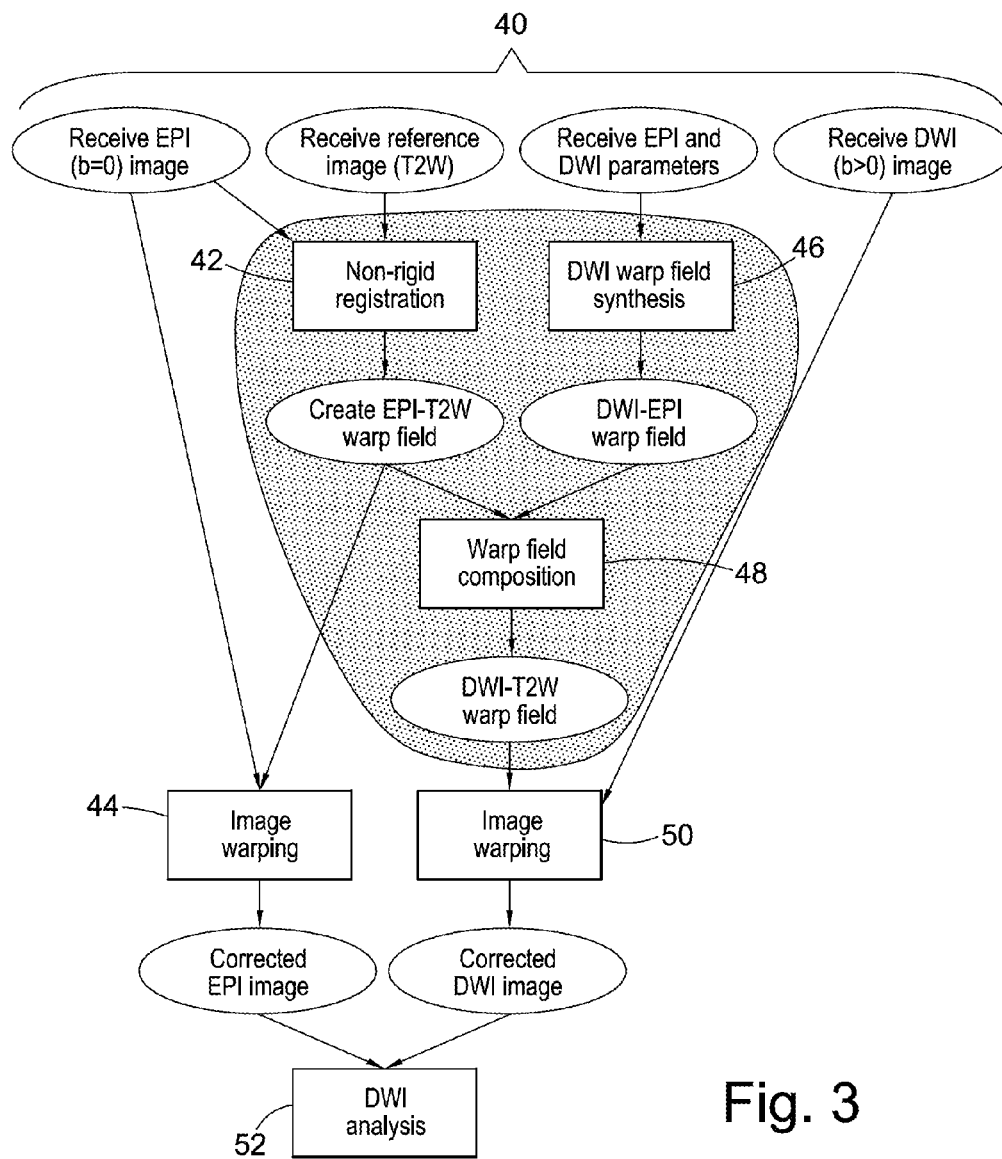 40
Receive EPI
(b=0) image
Receive reference
image (T2W)
Receive EPI and
DWI parameters
Receive DWI
(b>0) image
42
Non-rigid
registration
DWI warp field
synthesis
46
Create EPI-T2W
warp field
DWI-EPI
warp field
Warp field
composition
48
DWI-T2W
warp field
44
Image
warping
Image
warping
50
Corrected
EPI image
Corrected
DWI image
DWI
analysis
52
Fig. 3